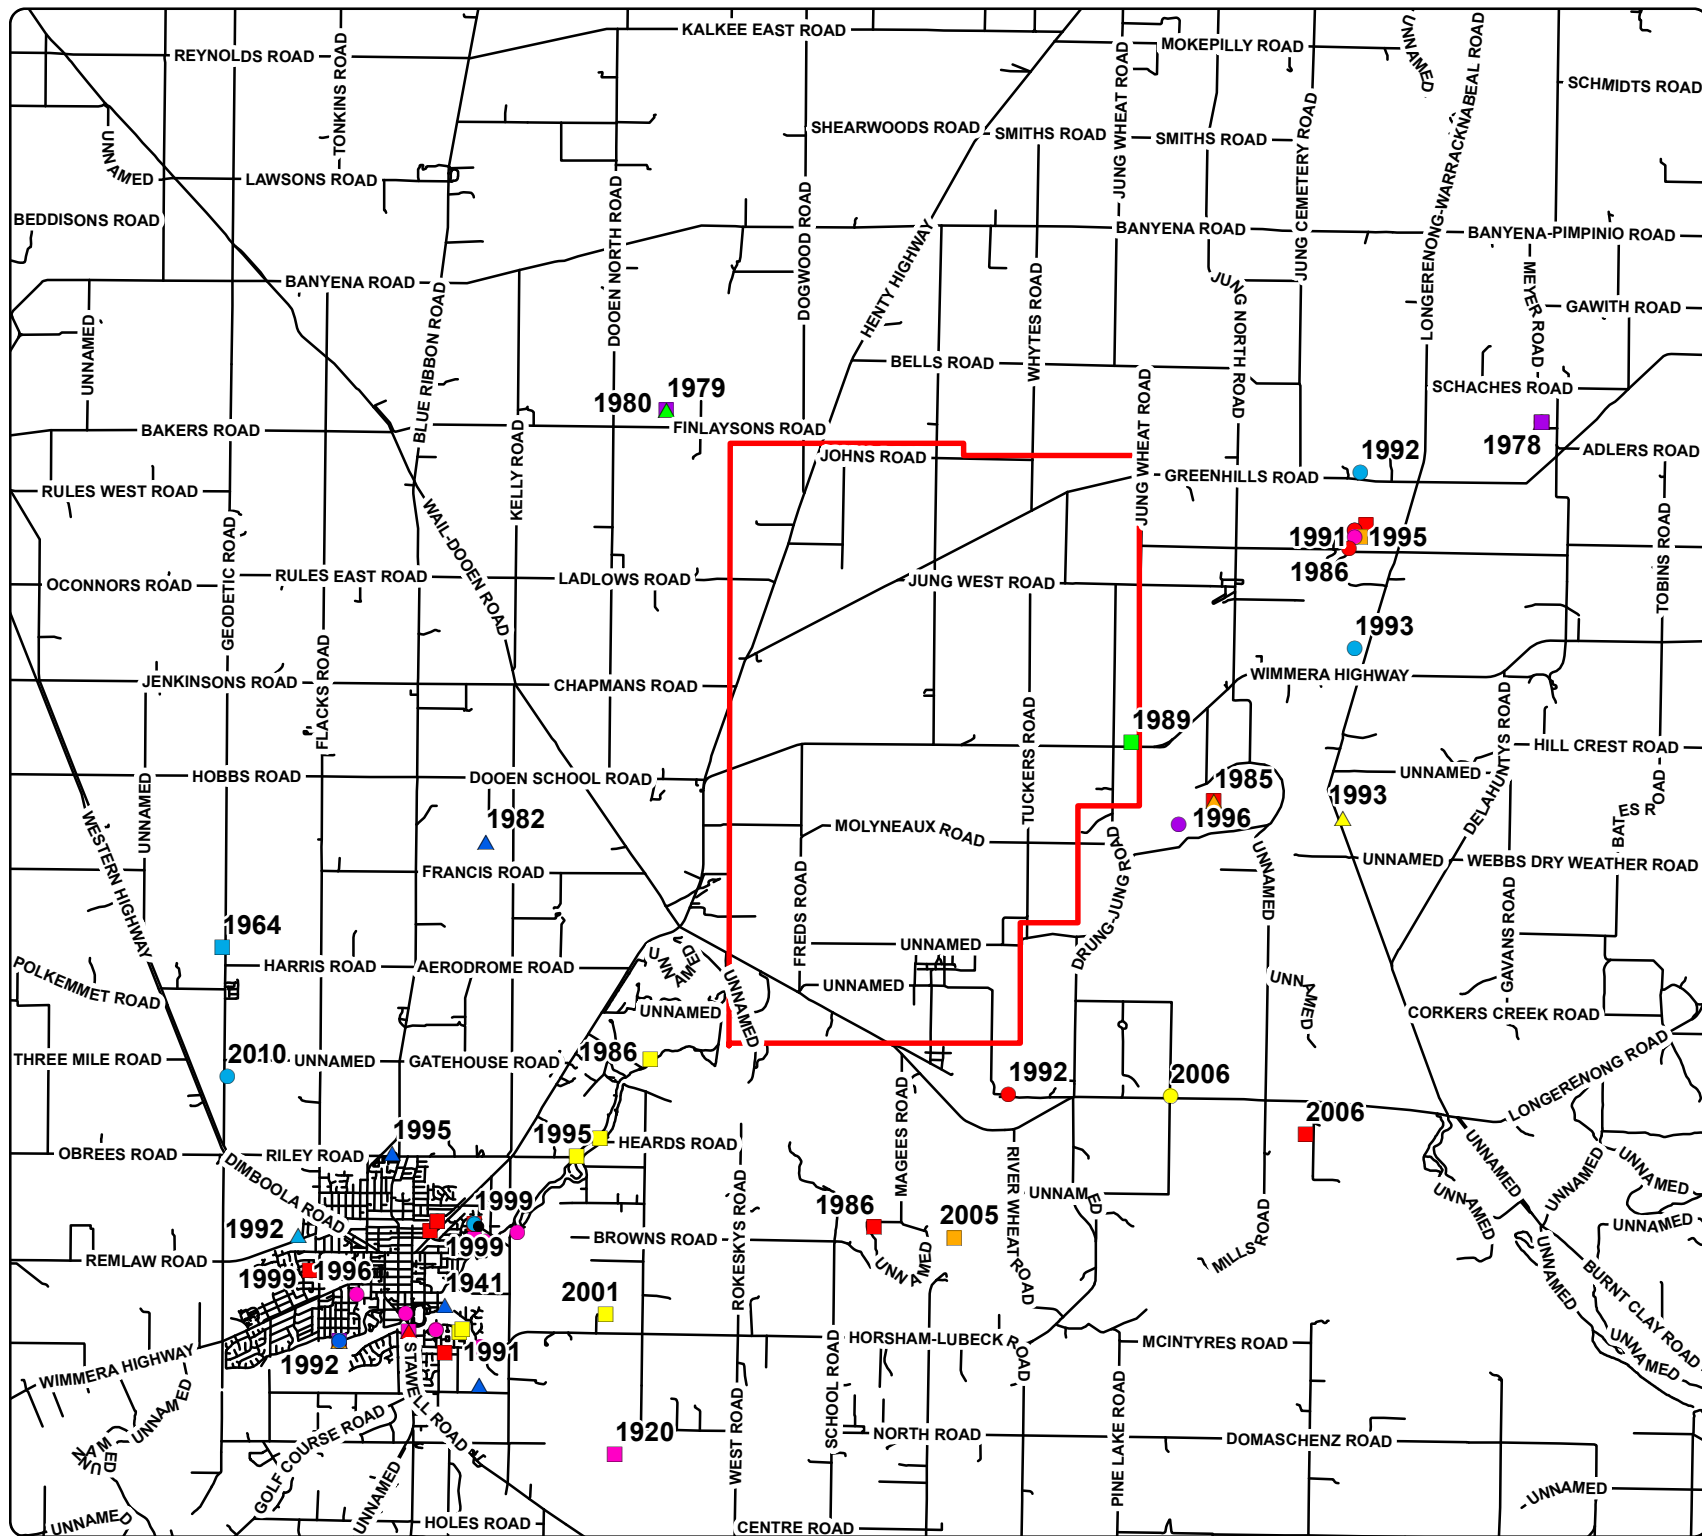 KALKEE EAST ROAD
REYNOLDS ROAD
TONKINS ROAD
MOKEPILLY ROAD
UNNAMED
SCHMIDTS ROAD
JUNG WHEAT ROAD
LONGERENONG-WARRACKNABEAL ROAD
SHEARWOODS ROAD
SMITHS ROAD
SMITHS ROAD
JUNG CEMETERY ROAD
UNNAMED
LAWSONS ROAD
BEDDISONS ROAD
DOOEN NORTH ROAD
DOGWOOD ROAD
HENTY HIGHWAY
BANYENA ROAD
BANYENA-PIMPINIO ROAD
BANYENA ROAD
BLUE RIBBON ROAD
WHYTES ROAD
JUNG NORTH ROAD
MEYER ROAD
GAWITH ROAD
UNNAMED
BELLS ROAD
SCHACHES ROAD
1979
1980
BAKERS ROAD
FINLAYSONS ROAD
JOHNS ROAD
JUNG WHEAT ROAD
1978
1992
ADLERS ROAD
GREENHILLS ROAD
RULES WEST ROAD
KELLY ROAD
WAIL-DOOEN ROAD
GEODETIC ROAD
1991
1995
1986
TOBINS ROAD
OCONNORS ROAD
RULES EAST ROAD
LADLOWS ROAD
JUNG WEST ROAD
1993
FLACKS ROAD
JENKINSONS ROAD
CHAPMANS ROAD
WIMMERA HIGHWAY
TUCKERS ROAD
1989
DELAHUNTYS ROAD
HILL CREST ROAD
HOBBS ROAD
DOOEN SCHOOL ROAD
UNNAMED
1985
1993
UNNAMED
WESTERN HIGHWAY
1982
MOLYNEAUX ROAD
1996
FRANCIS ROAD
UNNAMED
UNNAMED
WEBBS DRY WEATHER ROAD
DRUNG-JUNG ROAD
FREDS ROAD
GAVANS ROAD
1964
UNNAMED
HARRIS ROAD
AERODROME ROAD
UNNAMED
UNNAMED
UNNAMED
UNNAMED
POLKEMMET ROAD
UNNAMED
CORKERS CREEK ROAD
THREE MILE ROAD
2010
UNNAMED
GATEHOUSE ROAD
1986
LONGERENONG ROAD
1992
2006
2006
MAGEES ROAD
1995
1995
HEARDS ROAD
OBREES ROAD
RILEY ROAD
DIMBOOLA ROAD
RIVER WHEAT ROAD
UNNAMED
UNNAMED
UNNAMED
UNNAMED
UNNAMED
UNNAMED
ROKESKYS ROAD
1999
1986
2005
1992
1999
BROWNS ROAD
REMLAW ROAD
UNNAMED
MILLS ROAD
UNNAMED
BURNT CLAY ROAD
1999
1996
1941
2001
HORSHAM-LUBECK ROAD
MCINTYRES ROAD
UNNAMED
WIMMERA HIGHWAY
1992
1991
STAWELL ROAD
SCHOOL ROAD
WEST ROAD
PINE LAKE ROAD
UNNAMED
GOLF COURSE ROAD
1920
NORTH ROAD
DOMASCHENZ ROAD
UNNAMED
UNNAMED
UNNAMED
UNNAMED
HOLES ROAD
CENTRE ROAD